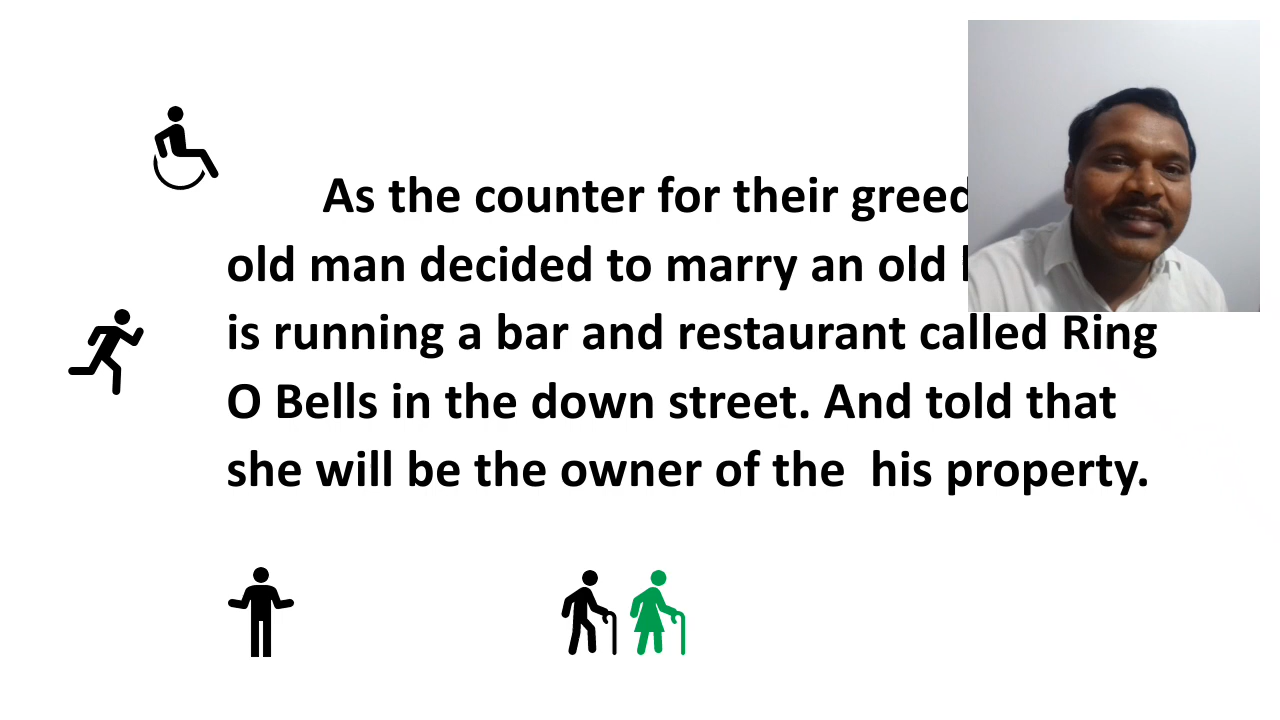 As the counter for their greed
old man decided to marry an old
is running a bar and restaurant called Ring
O Bells in the down street. And told that
she will be the owner of the his property.